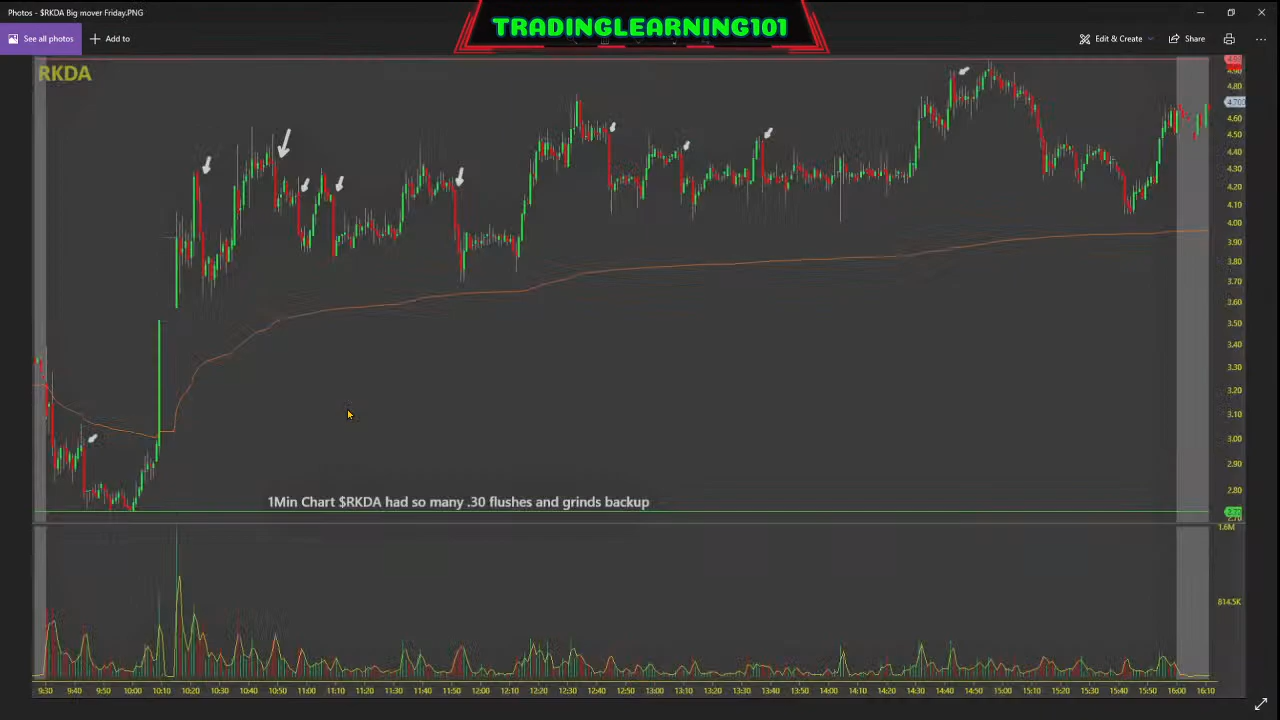 Photos - $RKDA Big mover Friday.PNG
TRADINGLEARNING101
See all photos
Add to
Edit & Create
Share
RKDA
4.90
4.80
4.60
4.50
4.40
4.30
4.20
4.10
4.00
3.90
3.80
3.70
3.60
3.50
3.40
3.30
3.20
3.10
3.00
2.90
2.80
1Min Chart $RKDA had so many .30 flushes and grinds backup
1.6M
814.5K
9:30 9:40 9:50 10:00 10:10 10:20 10:30 10:40 10:50 11:00 11:10 11:20 11:30 11:40 11:50 12:00 12:10 12:20 12:30 12:40 12:50 13:00 13:10 13:20 13:30 13:40 13:50 14:00 14:10 14:20 14:30 14:40 14:50 15:00 15:10 15:20 15:30 15:40 15:50 16:00 16:10